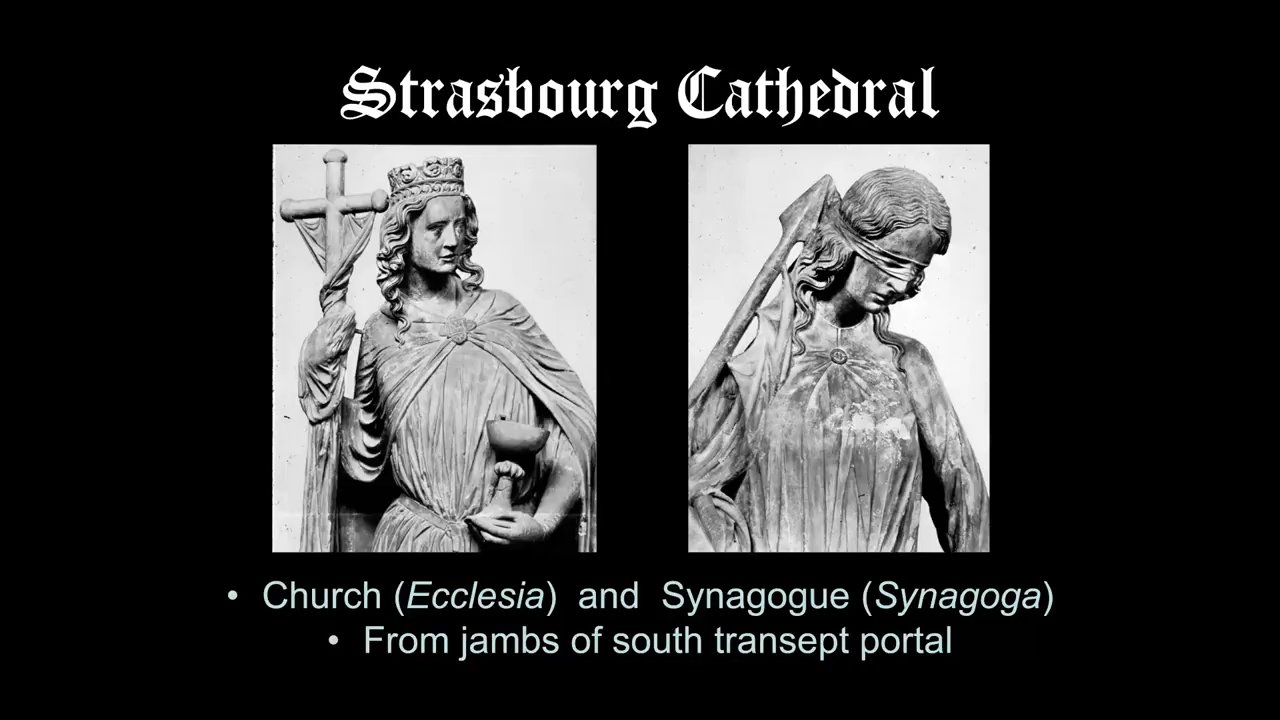 Strasbourg Cathedral
• Church (Ecclesia) and Synagogue (Synagoga)
• From jambs of south transept portal